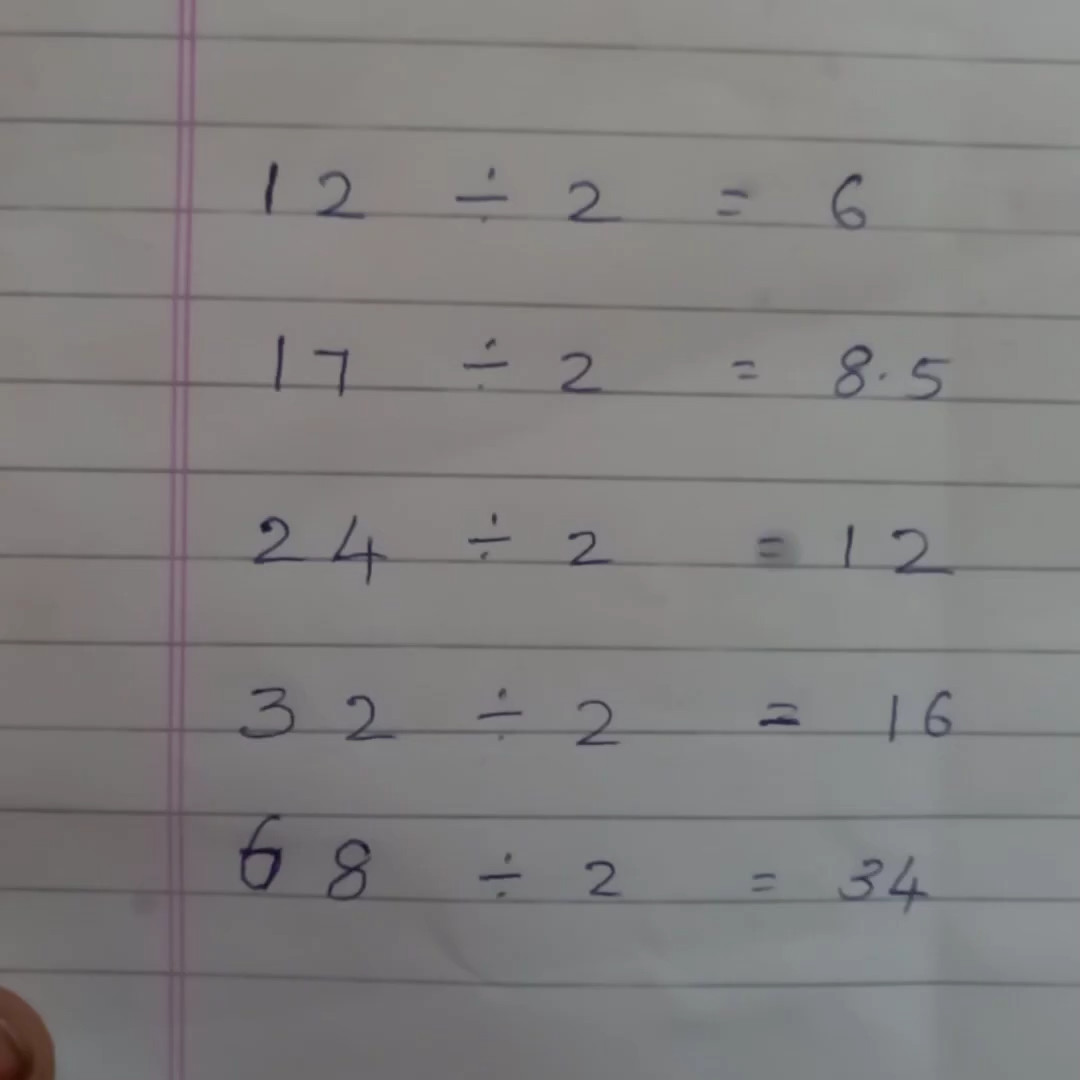 12 ÷ 2 = 6
17 ÷ 2 = 8.5
24 ÷ 2 = 12
32 ÷ 2 = 16
68 ÷ 2 = 34